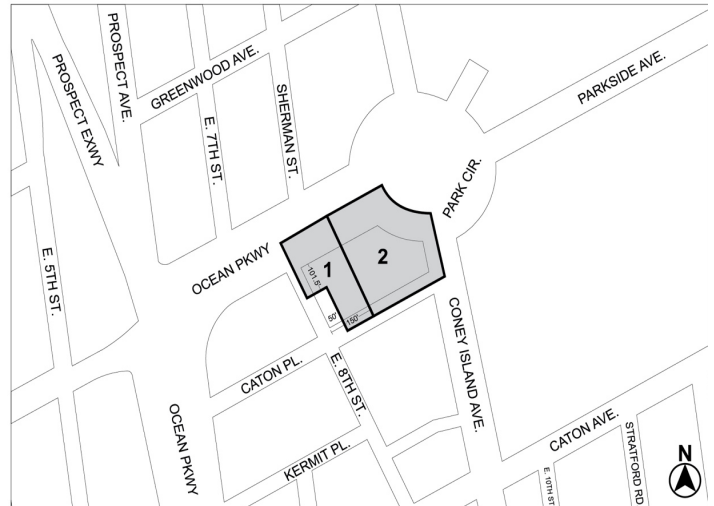 PROSPECT EXWY
PROSPECT AVE.
GREENWOOD AVE.
E. 7TH ST.
SHERMAN ST.
PARKSIDE AVE.
PARK CIR.
E. 5TH ST.
OCEAN PKWY
1
2
101.5'
50'
150'
CATON PL.
E. 8TH ST.
CONEY ISLAND AVE.
OCEAN PKWY
KERMIT PL.
CATON AVE.
E. 10TH ST
STRATFORD RD
N